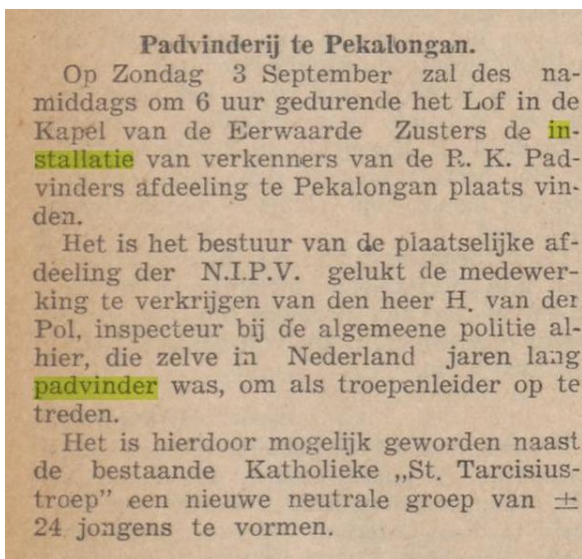 Padvinderij te Pekalongan.
Op Zondag 3 September zal des na-
middags om 6 uur gedurende het Lof in de
Kapel van de Eerwaarde Zusters de in-
stallatie van verkenners van de R. K. Pad-
vinders afdeeling te Pekalongan plaats vin-
den.
Het is het bestuur van de plaatselijke af-
deeling der N.I.P.V. gelukt de medewer-
king te verkrijgen van den heer H. van der
Pol, inspecteur bij de algemeene politie al-
hier, die zelve in Nederland jaren lang
padvinder was, om als troepenleider op te
treden.
Het is hierdoor mogelijk geworden naast
de bestaande Katholieke „St. Tarcisius-
troep" een nieuwe neutrale groep van ±
24 jongens te vormen.